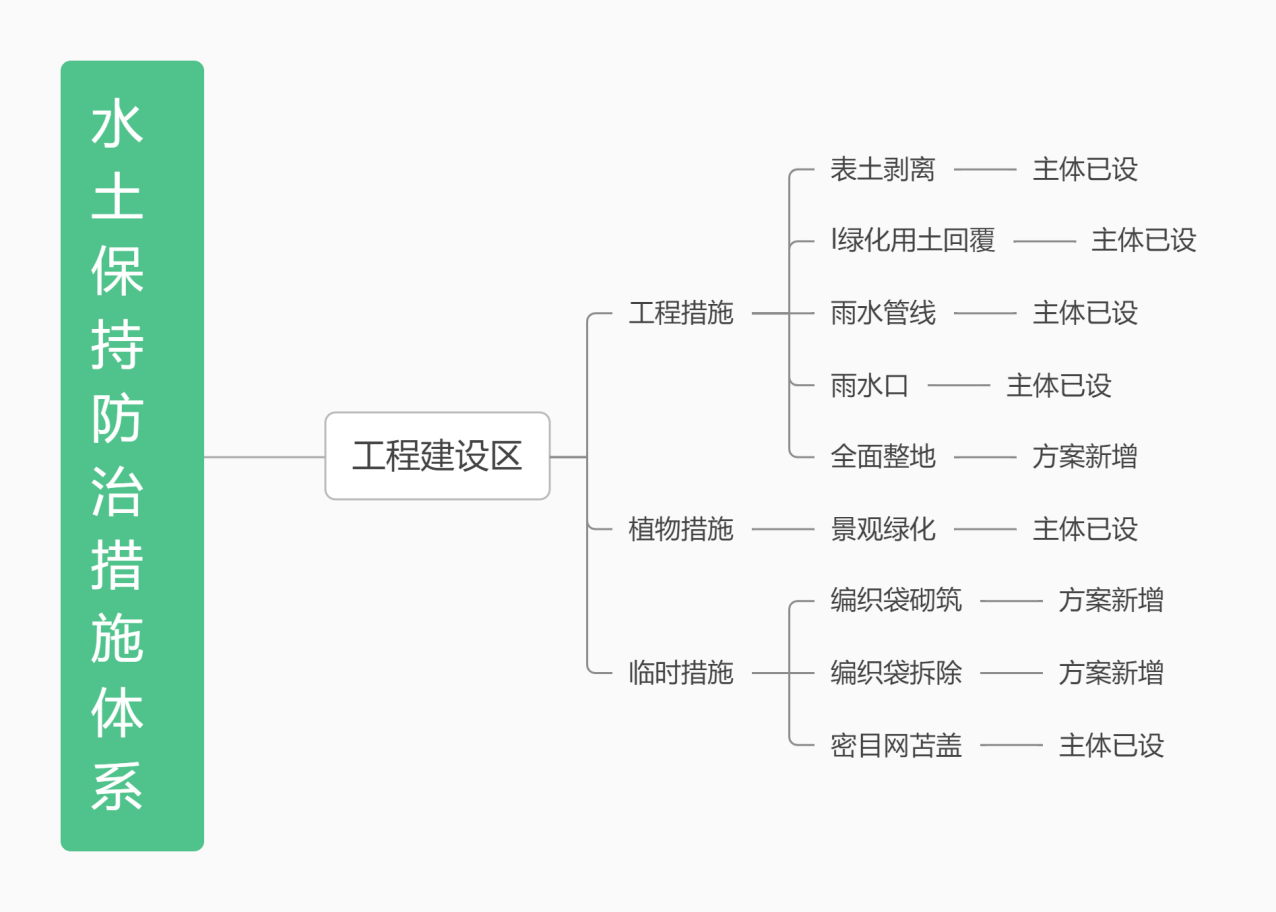 水土保持防治措施体系
工程建设区
工程措施
表土剥离
主体已设
l绿化用土回覆
主体已设
雨水管线
主体已设
雨水口
主体已设
全面整地
方案新增
植物措施
景观绿化
主体已设
临时措施
编织袋砌筑
方案新增
编织袋拆除
方案新增
密目网苫盖
主体已设